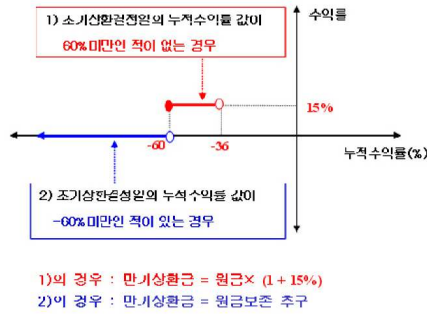 1) 조기상환결정일의 누적수익률 값이
60%미만인 적이 없는 경우
수익률
15%
-60
-36
누적수익률(%)
2) 조기상환결정일의 누적수익률 값이
-60%미만인 적이 있는 경우
1)의 경우 : 만기상환금 = 원금× (1 + 15%)
2)의 경우 : 만기상환금 = 원금보존 추구